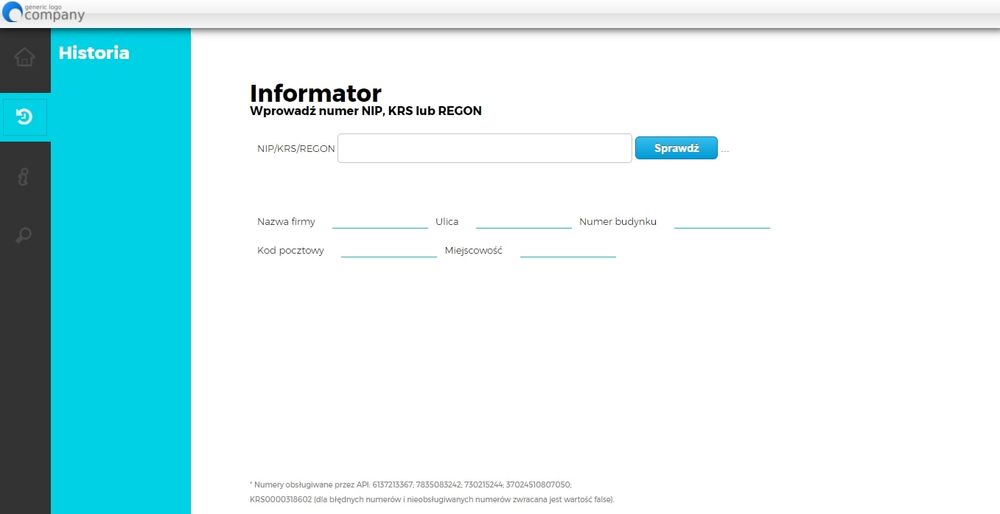 generic logo
company
Historia
Informator
Wprowadź numer NIP, KRS lub REGON
NIP/KRS/REGON Sprawdź ...
Nazwa firmy Ulica Numer budynku
Kod pocztowy Miejscowość
* Numery obsługiwane przez API: 6137213367; 7835083242; 730215244; 37024510807050;
KRS0000318602 (dla błędnych numerów i nieobsługiwanych numerów zwracana jest wartość false).